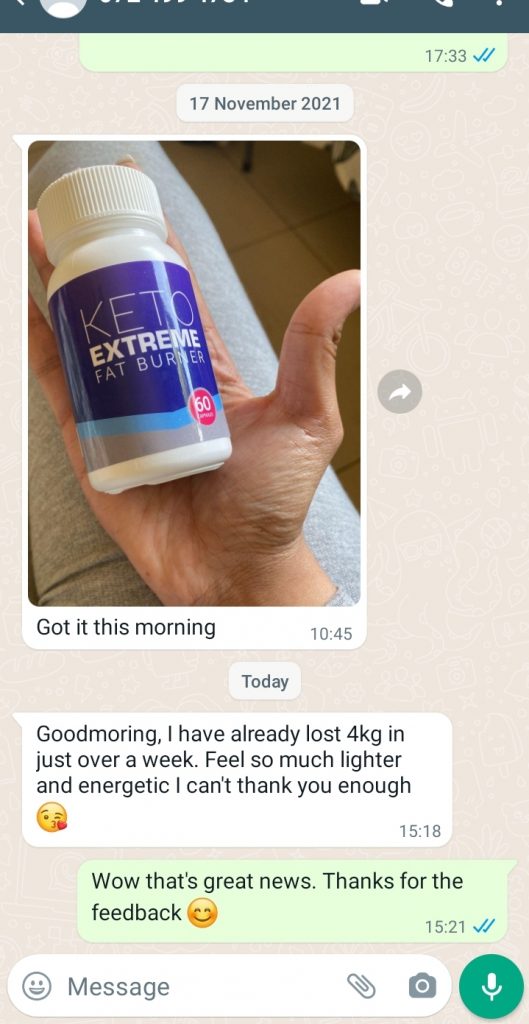 17:33
17 November 2021
KETO
EXTREME
FAT BURNER
60
CAPSULES
Got it this morning
10:45
Today
Goodmoring, I have already lost 4kg in
just over a week. Feel so much lighter
and energetic I can't thank you enough
15:18
Wow that's great news. Thanks for the
feedback
15:21
Message